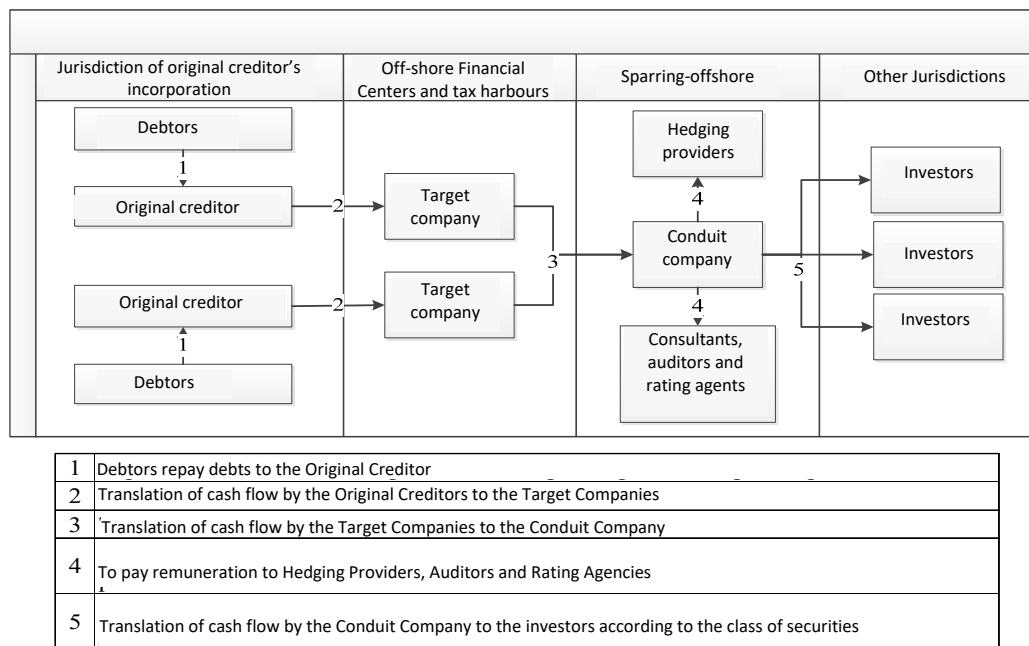 Jurisdiction of original creditor's
incorporation
Off-shore Financial
Centers and tax harbours
Sparring-offshore
Other Jurisdictions
Debtors
1
Original creditor
2
Target
company
Original creditor
2
Target
company
1
Debtors
3
Hedging
providers
4
Conduit
company
4
Consultants,
auditors and
rating agents
5
Investors
Investors
Investors
1 Debtors repay debts to the Original Creditor
2 Translation of cash flow by the Original Creditors to the Target Companies
3 Translation of cash flow by the Target Companies to the Conduit Company
4 To pay remuneration to Hedging Providers, Auditors and Rating Agencies
5 Translation of cash flow by the Conduit Company to the investors according to the class of securities